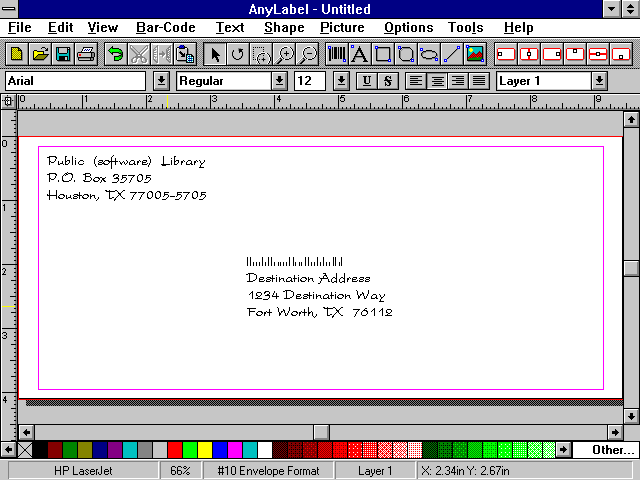 AnyLabel - Untitled
File Edit View Bar-Code Text Shape Picture Options Tools Help
A
Arial Regular 12 U S Layer 1
0 1 2 3 4 5 6 7 8 9
0
1
2
3
4
Public (software) Library
P.O. Box 35705
Houston, TX 77005-5705
Destination Address
1234 Destination Way
Fort Worth, TX 76112
Other...
HP LaserJet 66% #10 Envelope Format Layer 1 X: 2.34in Y: 2.67in